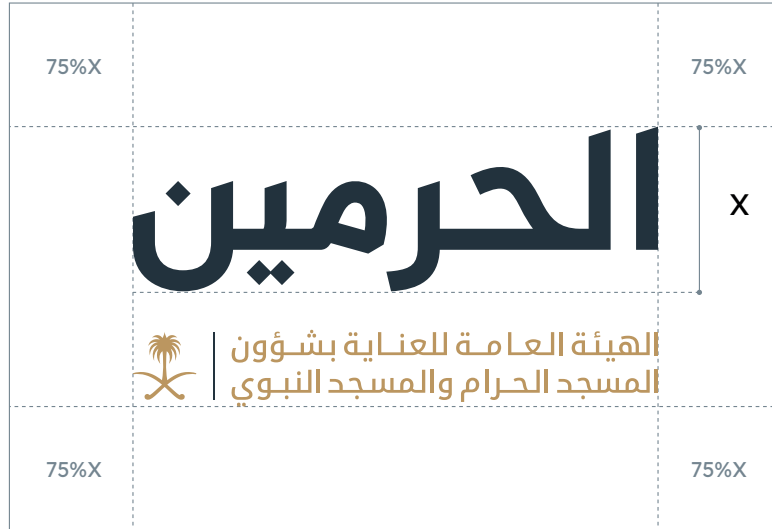 75%X
75%X
الحرمين
X
الهيئة العامة للعناية بشؤون
المسجد الحرام والمسجد النبوي
75%X
75%X